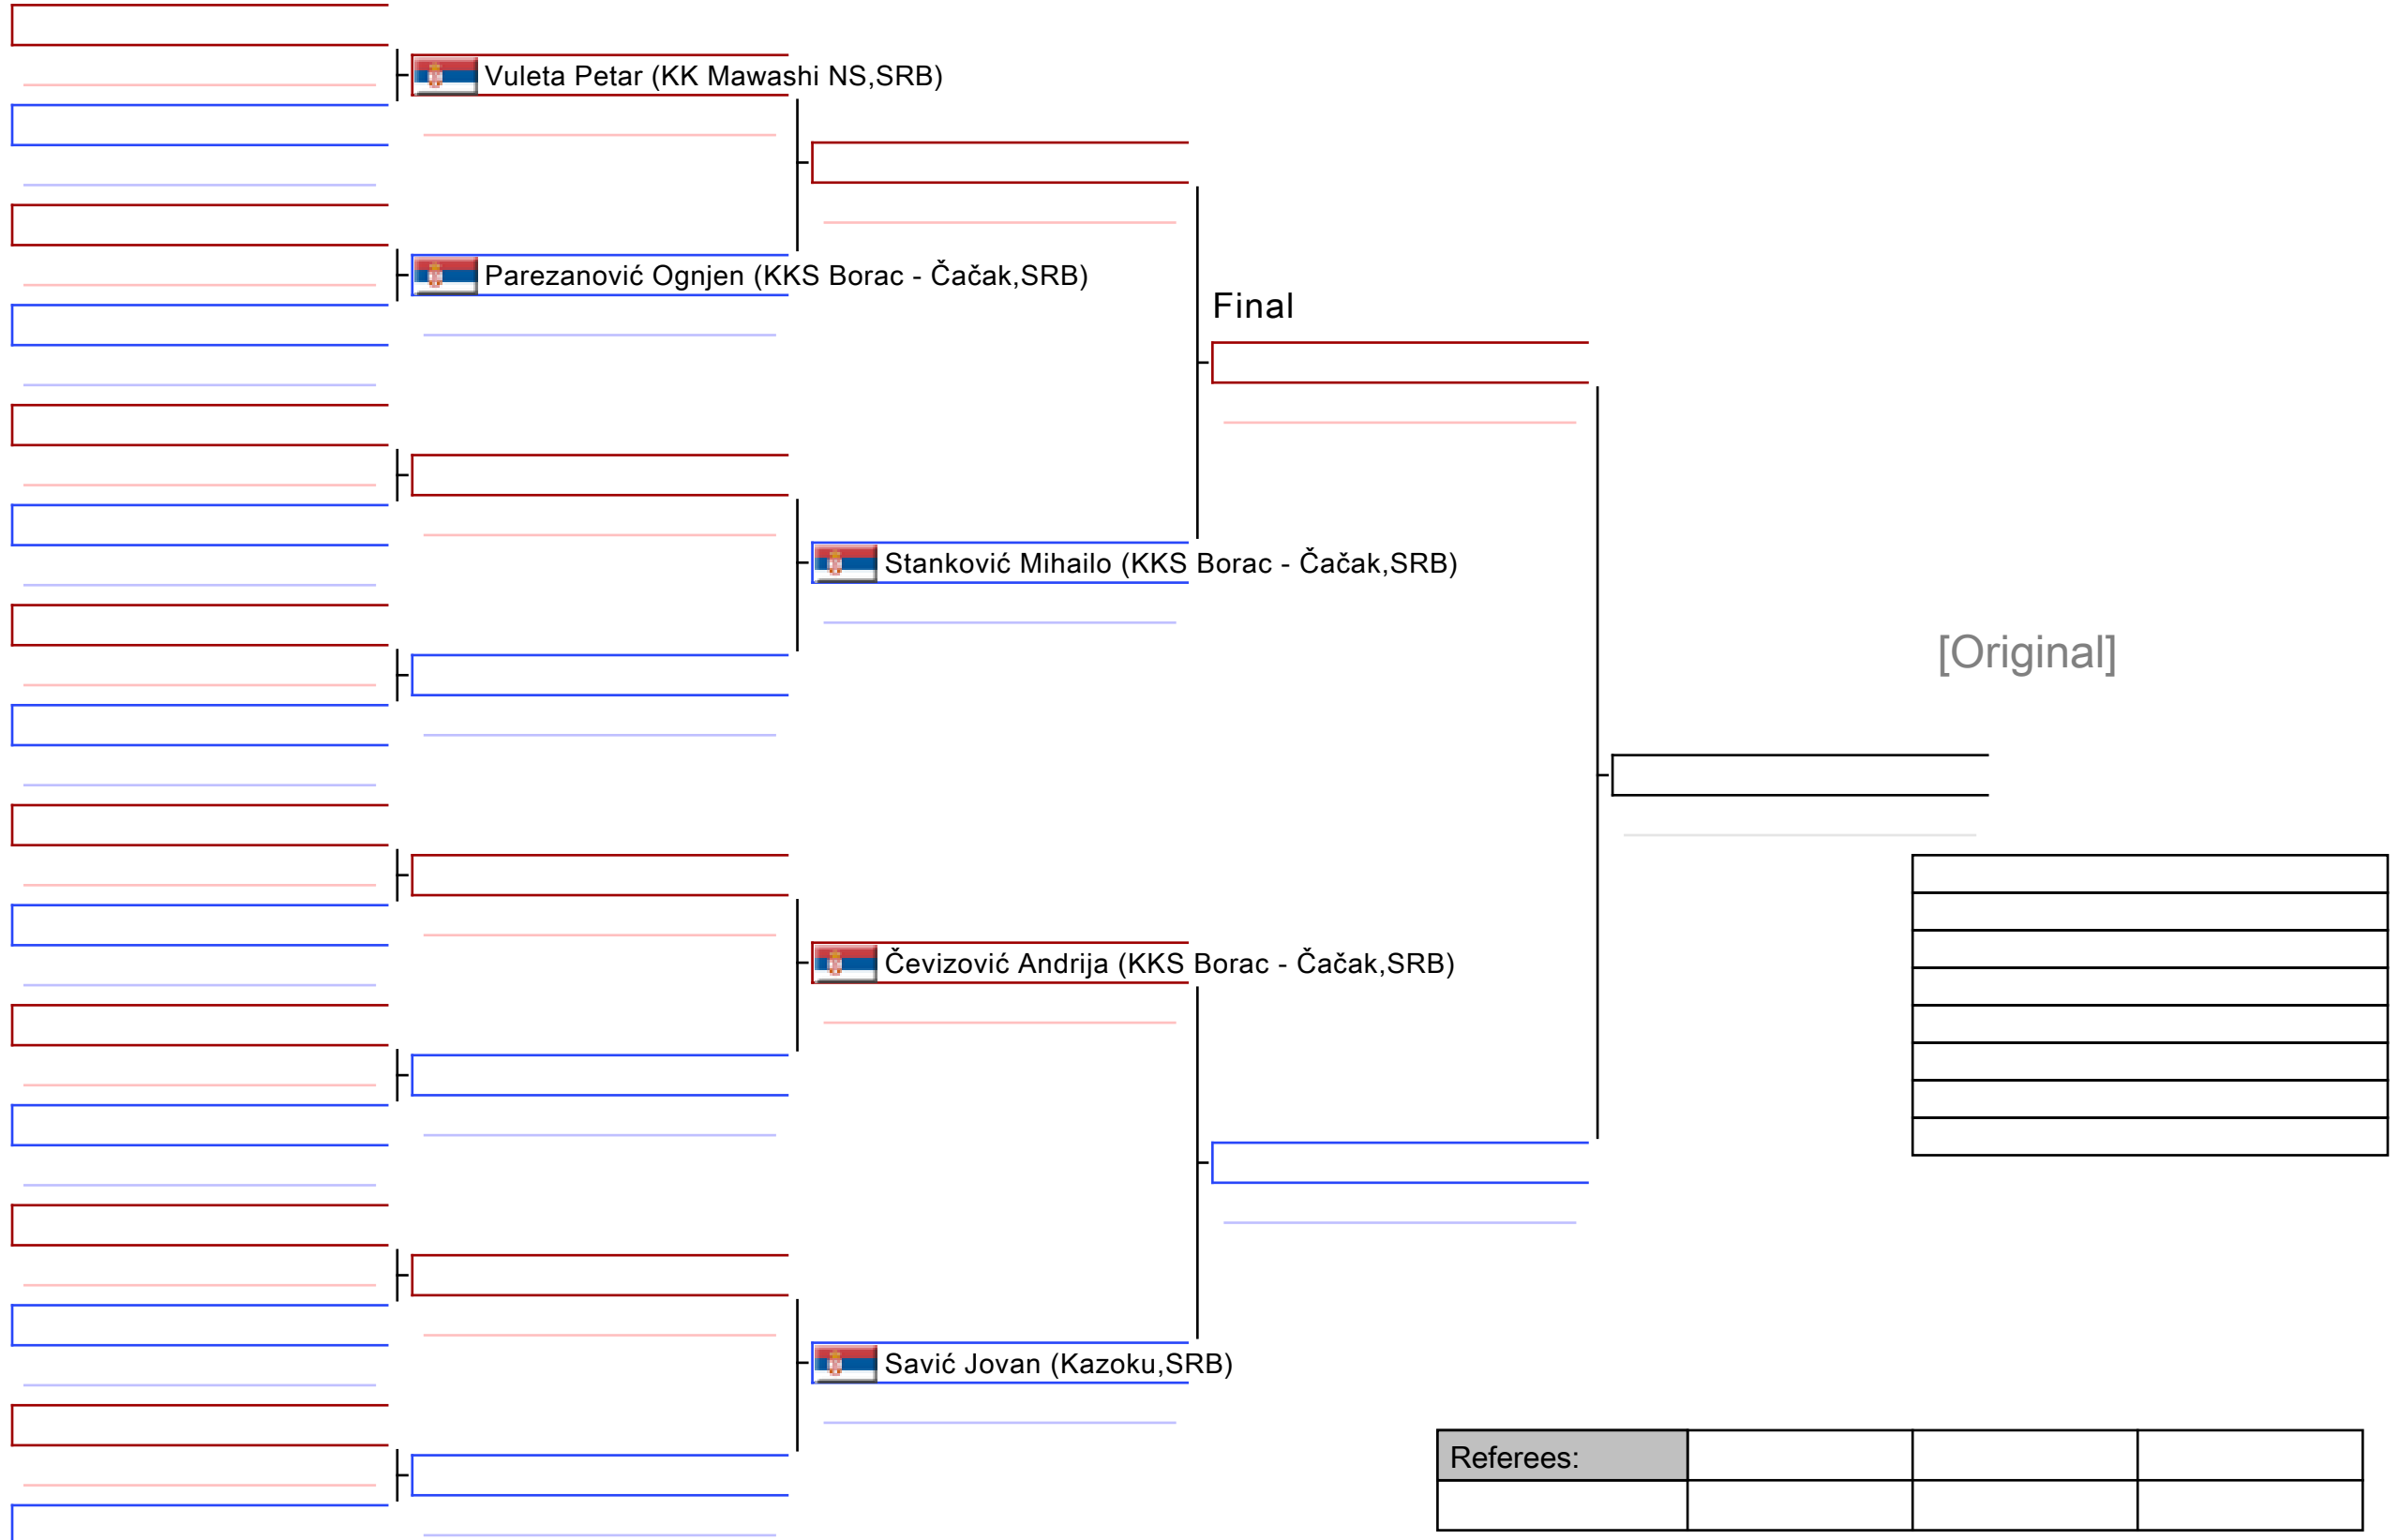 Vuleta Petar (KK Mawashi NS,SRB)
Parezanović Ognjen (KKS Borac - Čačak,SRB)
Final
Stanković Mihailo (KKS Borac - Čačak,SRB)
[Original]
Čevizović Andrija (KKS Borac - Čačak,SRB)
Savić Jovan (Kazoku,SRB)
Referees: